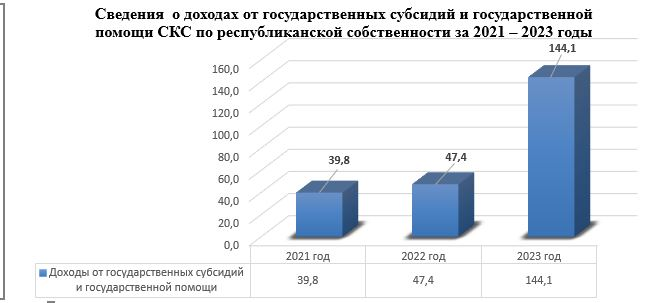 Сведения о доходах от государственных субсидий и государственной
помощи СКС по республиканской собственности за 2021 – 2023 годы
144,1
160,0
140,0
120,0
100,0
80,0
60,0
40,0
20,0
0,0
39,8
47,4
2021 год 2022 год 2023 год
Доходы от государственных субсидий
и государственной помощи
39,8 47,4 144,1